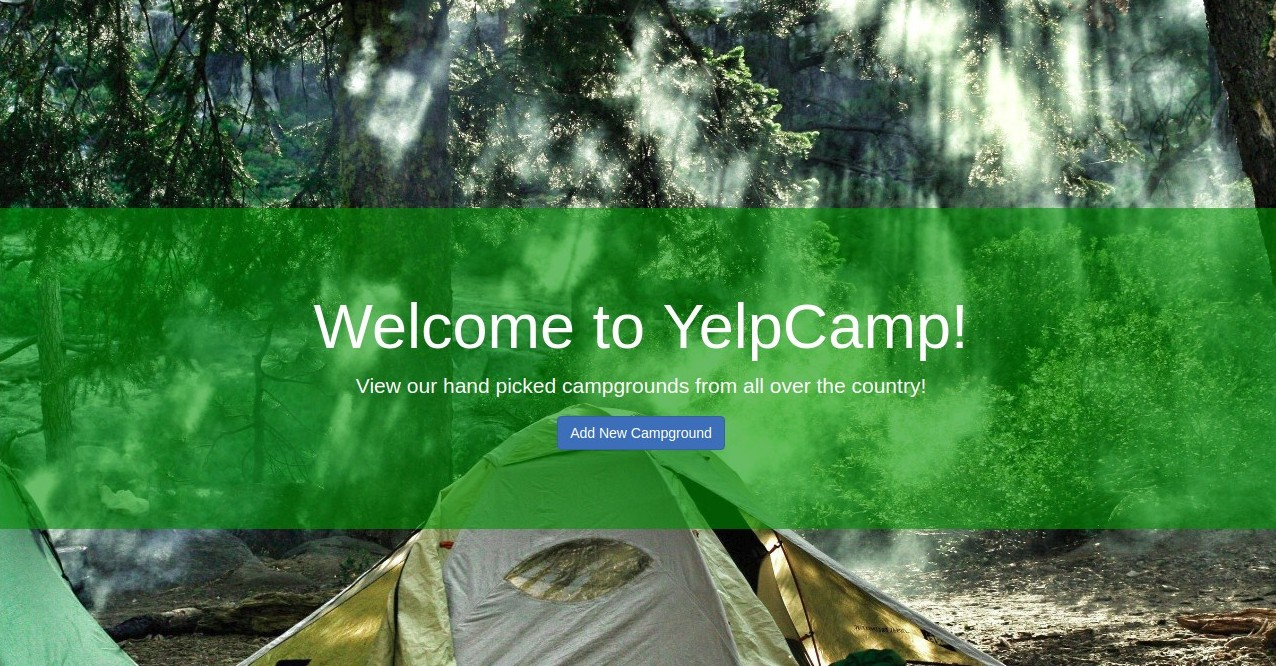 Welcome to YelpCamp!
View our hand picked campgrounds from all over the country!
Add New Campground